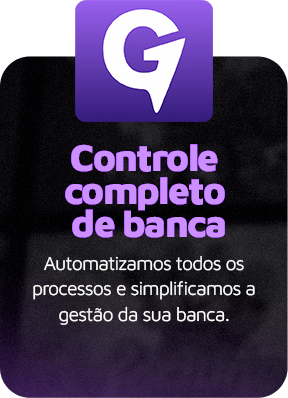 G
Controle
completo
de banca
Automatizamos todos os
processos e simplificamos a
gestão da sua banca.